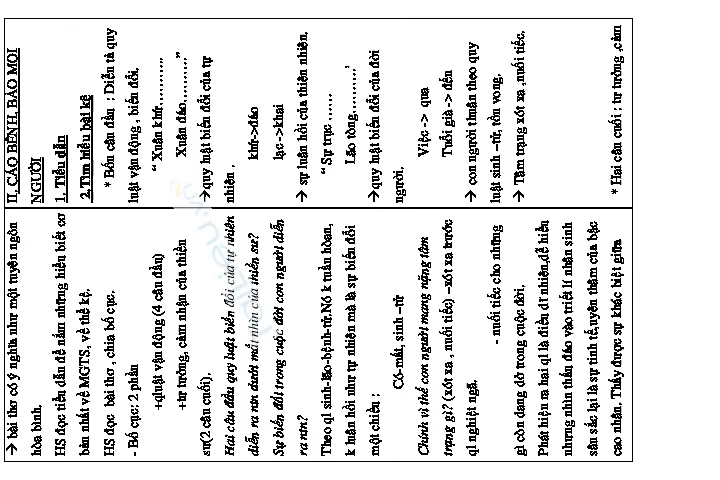 → bài thơ có ý nghĩa như một tuyên ngôn
hòa bình.
HS đọc tiểu dẫn để nắm những hiểu biết cơ
bản nhất về MGTS, về thể kệ.
HS đọc bài thơ , chia bố cục.
- Bố cục: 2 phần
+qluật vận động (4 câu đầu)
+tư tưởng, cảm nhận của thiền
sư(2 câu cuối).
Hai câu đầu quy luật biến đổi của tự nhiên
diễn ra ntn dưới mắt nhìn của thiền sư?
Sự biến đổi trong cuộc đời con người diễn
ra ntn?
Theo ql sinh-lão-bệnh-tử.Nó k tuần hòan,
k luân hồi như tự nhiên mà là sự biến đổi
một chiều :
Có-mất, sinh –tử
Chính vì thế con người mang nặng tâm
trạng gì? (xót xa , nuối tiếc) –xót xa trước
ql nghiệt ngã.
- nuối tiếc cho những
gì còn dang dở trong cuộc đời.
Phát hiện ra hai ql là điều dĩ nhiên,dễ hiểu
nhưng nhìn thấu đáo vào triết lí nhân sinh
sâu sắc lại là sự tinh tế,uyên thâm của bậc
cao nhân. Thấy được sự khác biệt giữa
II, CÁO BỆNH, BẢO MỌI
NGƯỜI
1. Tiểu dẫn
2.Tìm hiểu bài kệ
* Bốn câu đầu : Diễn tả quy
luật vận động , biến đổi.
“ Xuân khứ...........
Xuân đáo..........”
→quy luật biến đổi của tự
nhiên ,
khứ->đáo
lạc-->khai
→ sự luân hồi của thiên nhiên.
“ Sự trục ......
Lão tòng..........’
→quy luật biến đổi của đời
người.
Việc -> qua
Tuổi già -> đến
→ con người thuận theo quy
luật sinh –tử, tồn vong.
→ Tâm trạng xót xa ,nuối tiếc.
* Hai câu cuối : tư tưởng ,cảm